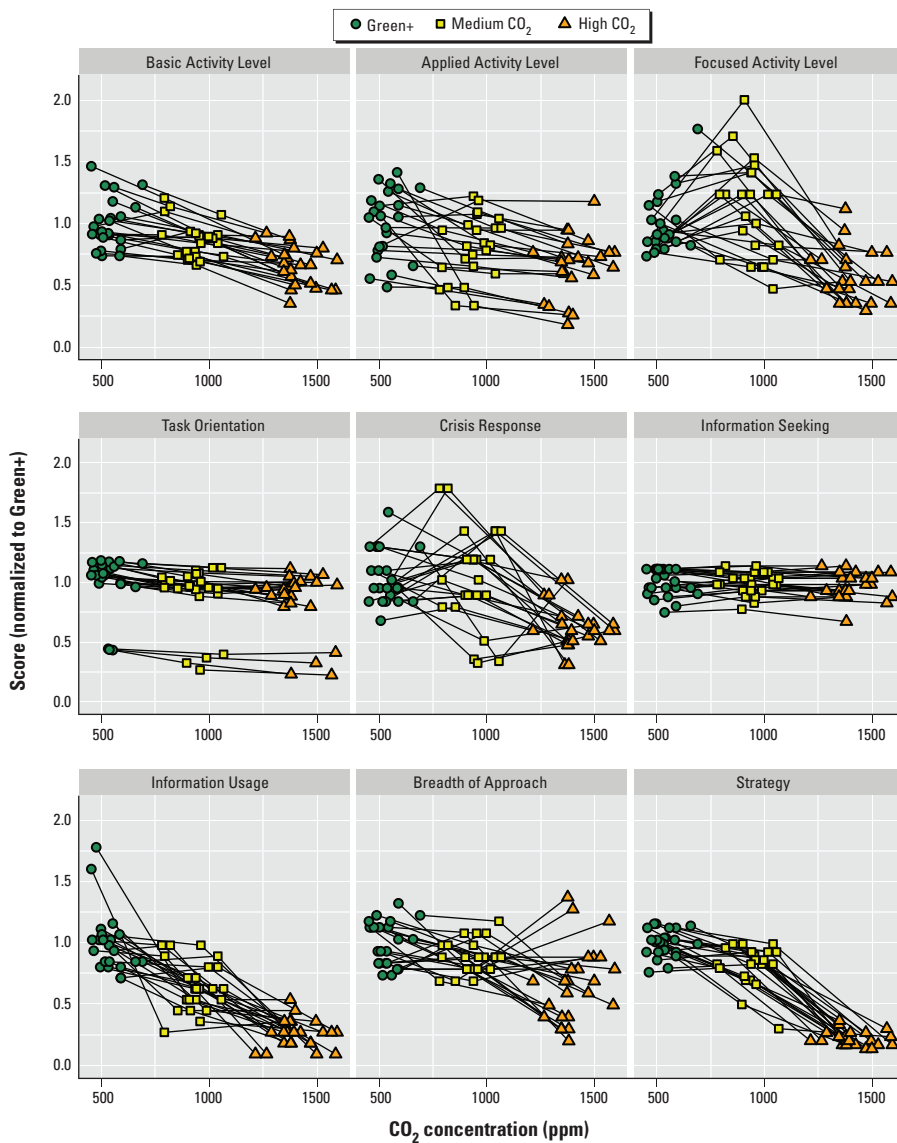 Green+ Medium CO₂ High CO₂
Basic Activity Level Applied Activity Level Focused Activity Level
2.0
1.5
1.0
0.5
0.0
500 1000 1500 500 1000 1500 500 1000 1500
Task Orientation Crisis Response Information Seeking
2.0
1.5
1.0
0.5
0.0
500 1000 1500 500 1000 1500 500 1000 1500
Score (normalized to Green+)
Information Usage Breadth of Approach Strategy
2.0
1.5
1.0
0.5
0.0
500 1000 1500 500 1000 1500 500 1000 1500
CO₂ concentration (ppm)